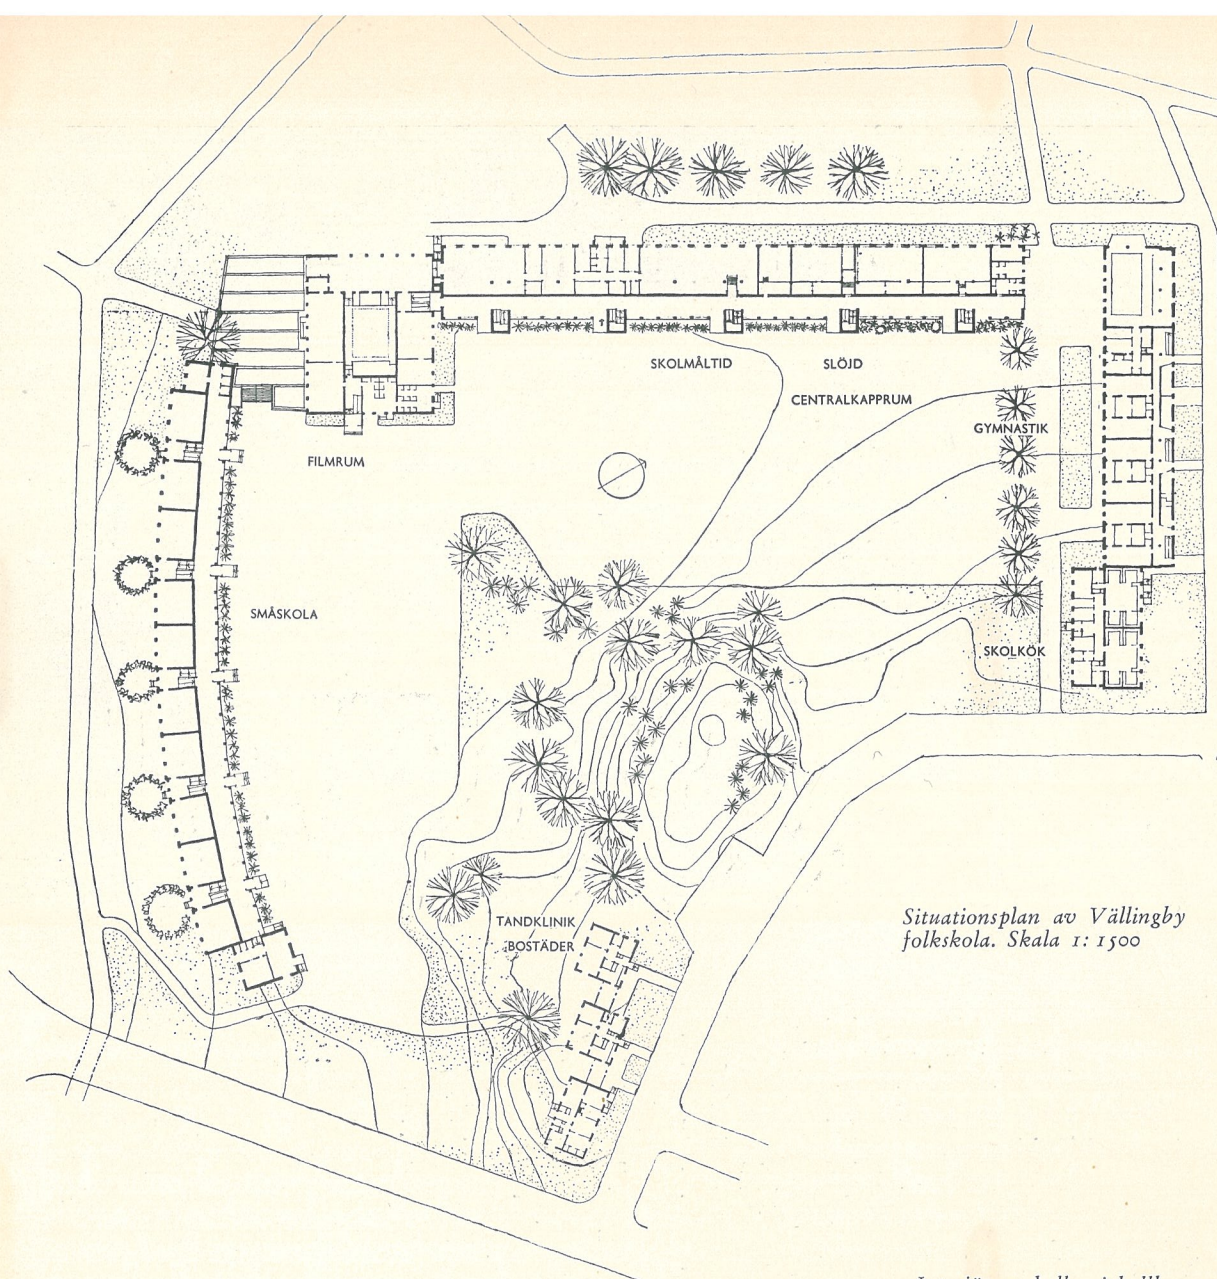 SKOLMÅLTID
SLÖJD
CENTRALKAPPRUM
GYMNASTIK
FILMRUM
SMÅSKOLA
SKOLKÖK
TANDKLINIK
BOSTÄDER
Situationsplan av Vällingby
folkskola. Skala 1:1500